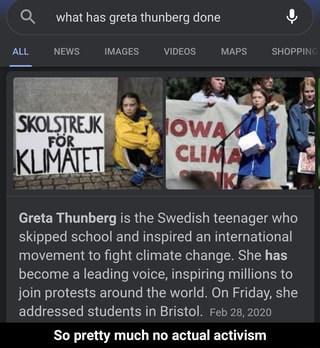 what has greta thunberg done
ALL NEWS IMAGES VIDEOS MAPS SHOPPING
SKOLSTREJK
FÖR
KLIMATET
IOWA
CLIMA
Greta Thunberg is the Swedish teenager who
skipped school and inspired an international
movement to fight climate change. She has
become a leading voice, inspiring millions to
join protests around the world. On Friday, she
addressed students in Bristol. Feb 28, 2020
So pretty much no actual activism